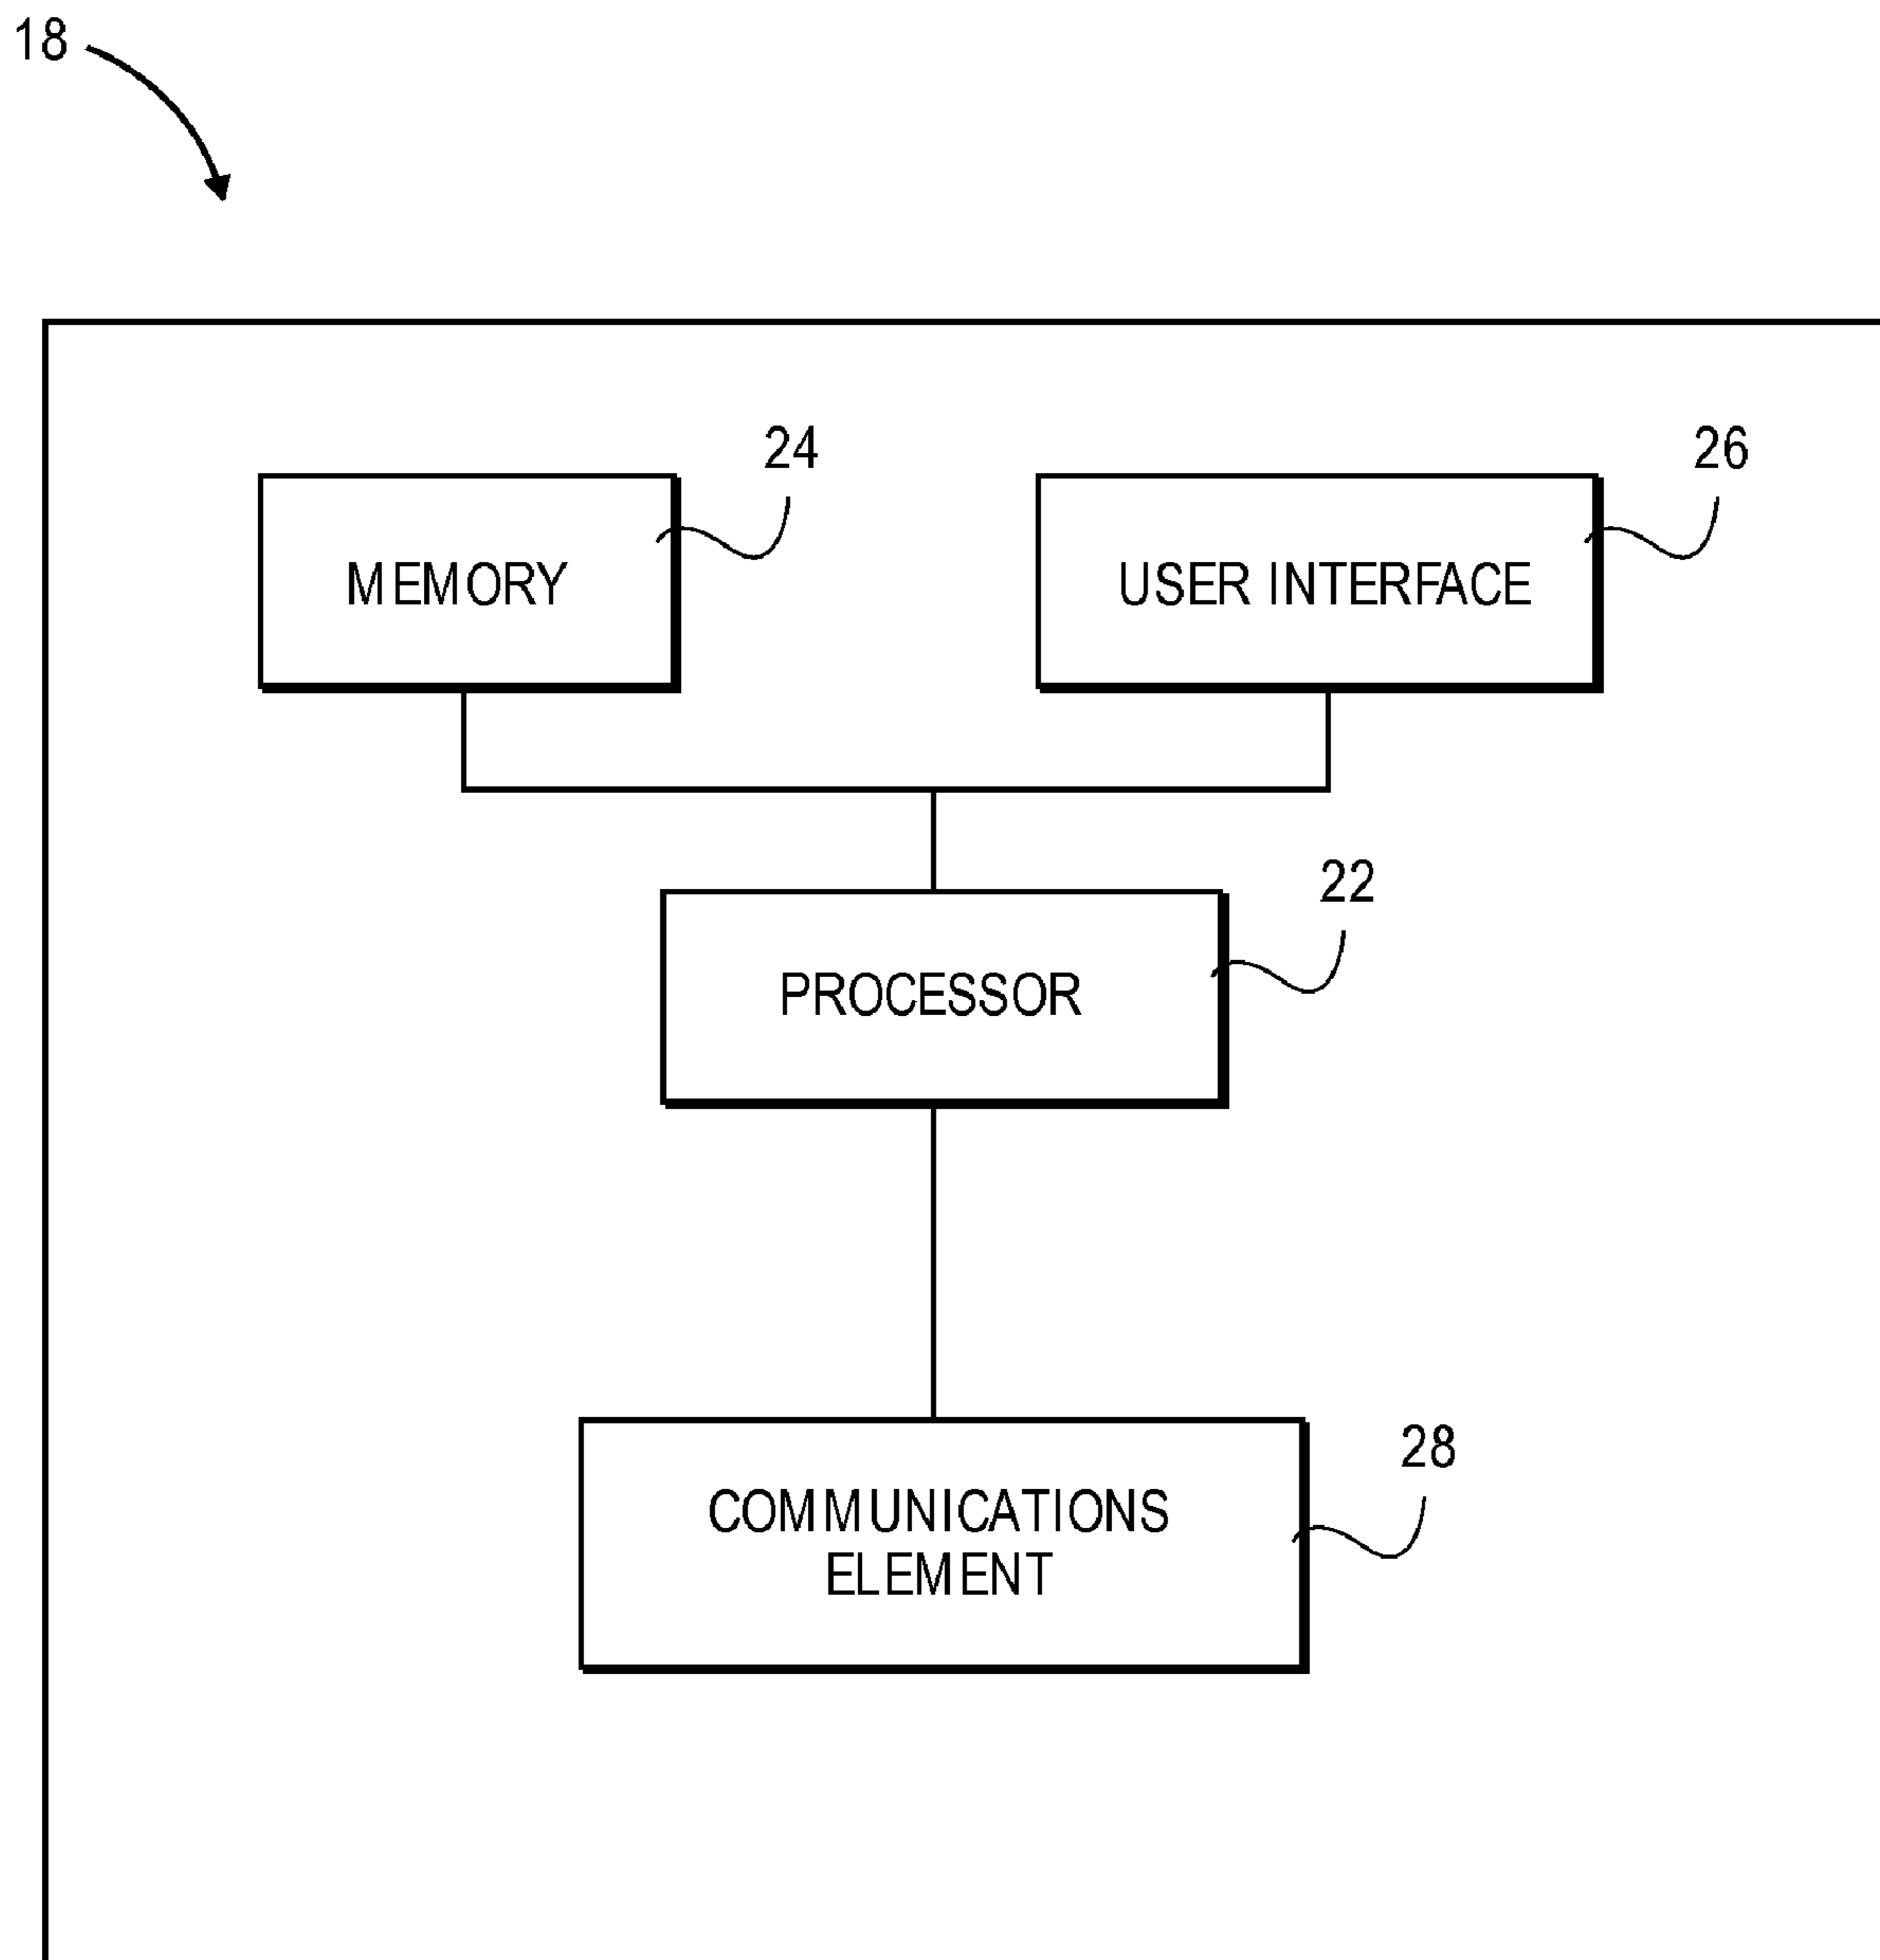 18
24
26
MEMORY
USER INTERFACE
22
PROCESSOR
28
COMMUNICATIONS
ELEMENT